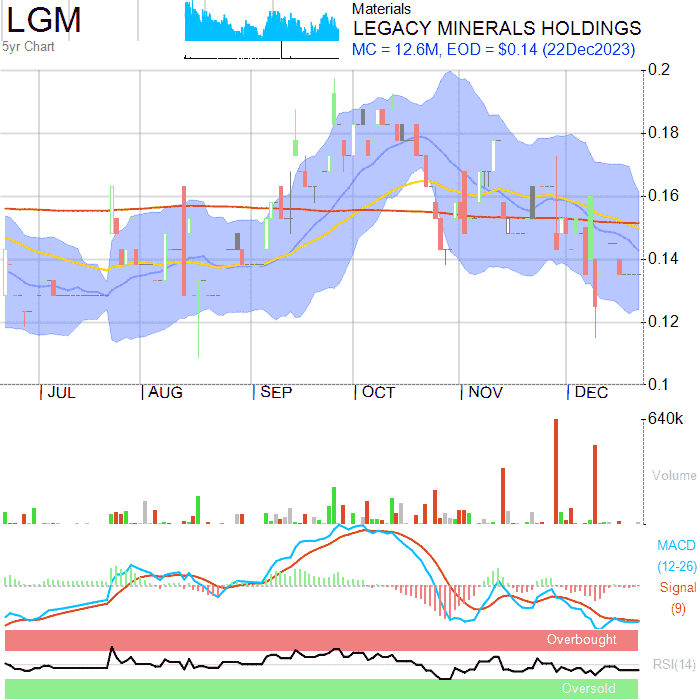 LGM
5yr Chart
Materials
LEGACY MINERALS HOLDINGS
MC = 12.6M, EOD = $0.14 (22Dec2023)
0.2
0.18
0.16
0.14
0.12
0.1
JUL AUG SEP OCT NOV DEC
640k
Volume
MACD
(12-26)
Signal
(9)
Overbought
RSI(14)
Oversold